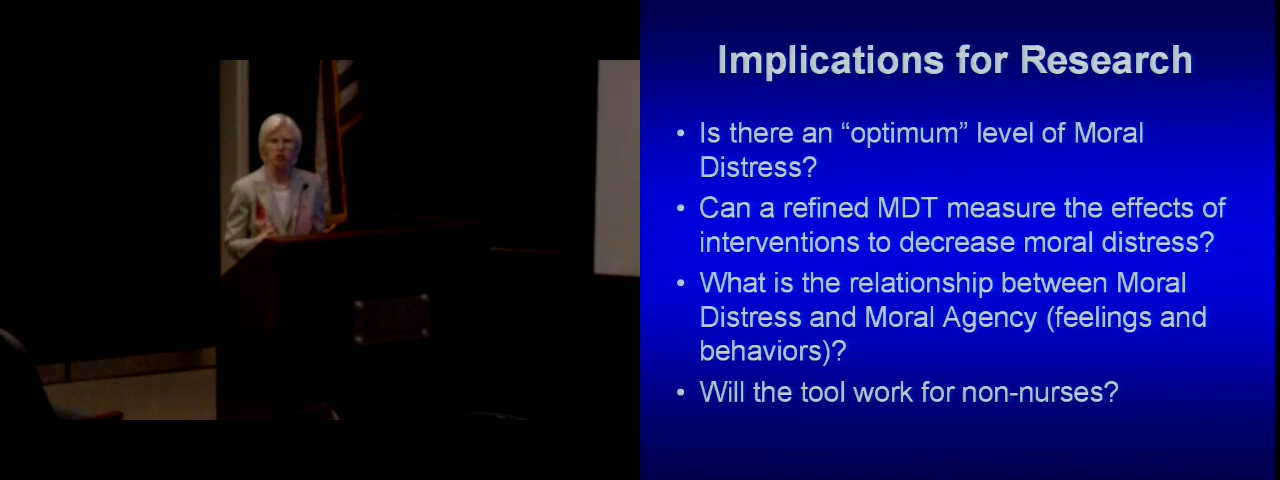 Implications for Research
• Is there an “optimum” level of Moral
Distress?
• Can a refined MDT measure the effects of
interventions to decrease moral distress?
• What is the relationship between Moral
Distress and Moral Agency (feelings and
behaviors)?
• Will the tool work for non-nurses?